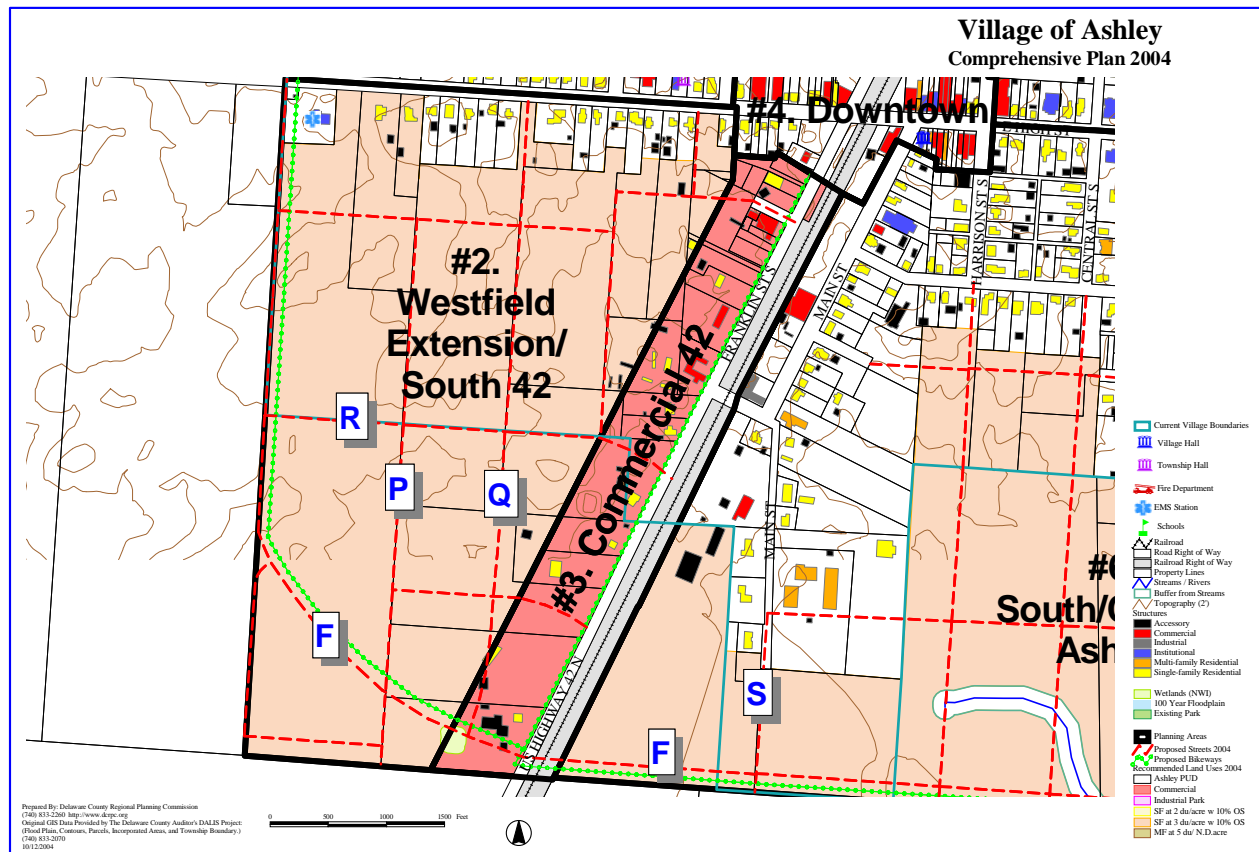 Village of Ashley
Comprehensive Plan 2004
#4. Downtown
E HIGH ST
HARRISON ST S
CENTRAL ST S
MAIN ST
FRANKLIN ST S
#2.
Westfield
Extension/
South 42
#3. Commercial 42
MAIN ST
US HIGHWAY 42 N
South/
Ash
R
P
Q
F
S
F
Current Village Boundaries
Village Hall
Township Hall
Fire Department
EMS Station
Schools
Railroad
Road Right of Way
Railroad Right of Way
Property Lines
Streams / Rivers
Buffer from Streams
Topography (2')
Structures
Accessory
Commercial
Industrial
Institutional
Multi-family Residential
Single-family Residential
Wetlands (NWI)
100 Year Floodplain
Existing Park
Planning Areas
Proposed Streets 2004
Proposed Bikeways
Recommended Land Uses 2004
Ashley PUD
Commercial
Industrial Park
SF at 2 du/acre w 10% OS
SF at 3 du/acre w 10% OS
MF at 5 du/ N.D.acre
Prepared By: Delaware County Regional Planning Commission
(740) 833-2260 http://www.dcrpc.org
Original GIS Data Provided by The Delaware County Auditor's DALIS Project:
(Flood Plain, Contours, Parcels, Incorporated Areas, and Township Boundary.)
(740) 833-2070
10/12/2004
0 500 1000 1500 Feet